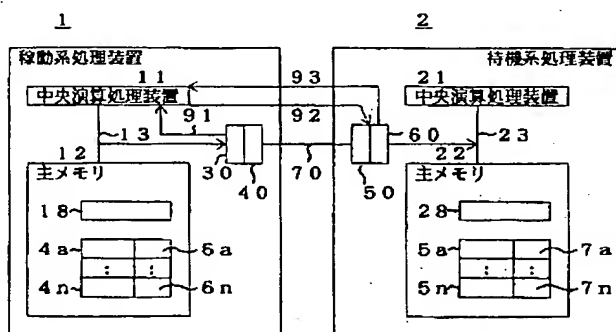 1 2
稼動系処理装置 待機系処理装置
11 93 21
中央演算処理装置 中央演算処理装置
91 92 60
13 23
12 22
30 40 70 50
主メモリ 主メモリ
18 28
4a 6a 5a 7a
: : : :
4n 6n 5n 7n